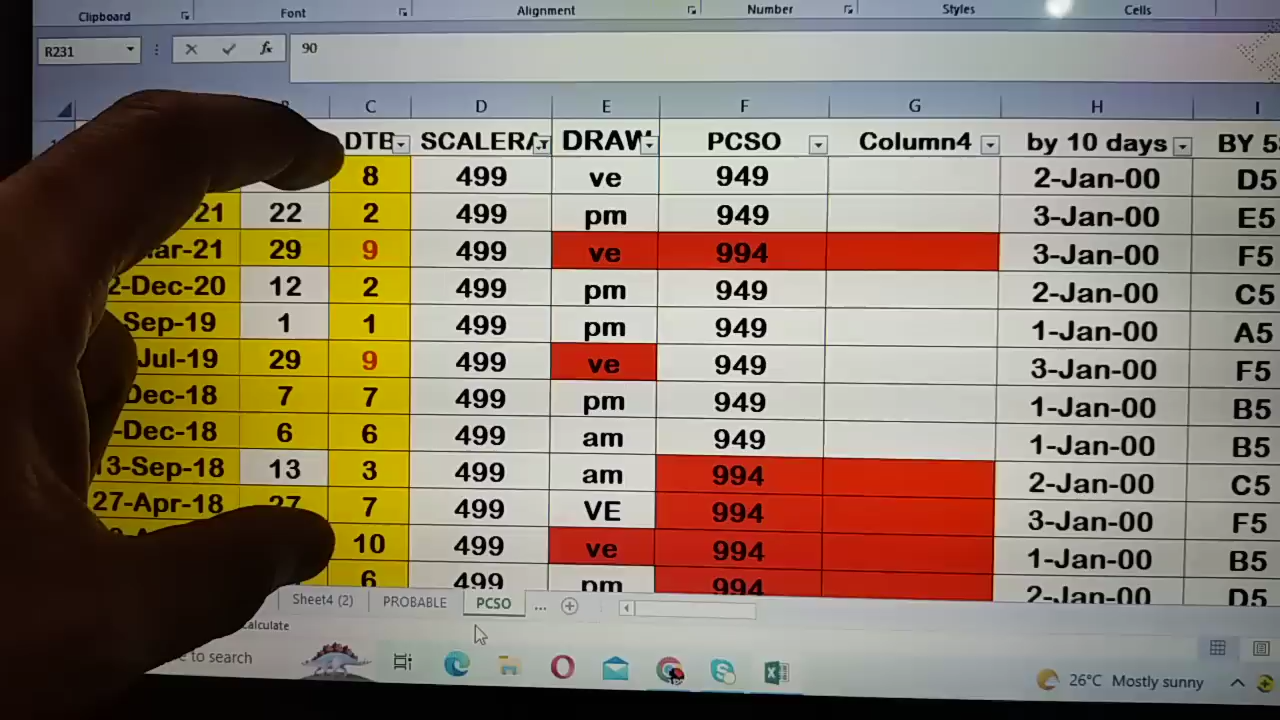 Clipboard Font Alignment Number Styles Cells
R231 fx 90
C D E F G H I
DTB SCALERA DRAW PCSO Column4 by 10 days BY 5
8 499 ve 949 2-Jan-00 D5
21 22 2 499 pm 949 3-Jan-00 E5
ar-21 29 9 499 ve 994 3-Jan-00 F5
2-Dec-20 12 2 499 pm 949 2-Jan-00 C5
Sep-19 1 1 499 pm 949 1-Jan-00 A5
Jul-19 29 9 499 ve 949 3-Jan-00 F5
Dec-18 7 7 499 pm 949 1-Jan-00 B5
-Dec-18 6 6 499 am 949 1-Jan-00 B5
13-Sep-18 13 3 499 am 994 2-Jan-00 C5
27-Apr-18 27 7 499 VE 994 3-Jan-00 F5
10 499 ve 994 1-Jan-00 B5
6 499 pm 994 2-Jan-00 D5
Sheet4 (2) PROBABLE PCSO ...
alculate
e to search 26°C Mostly sunny